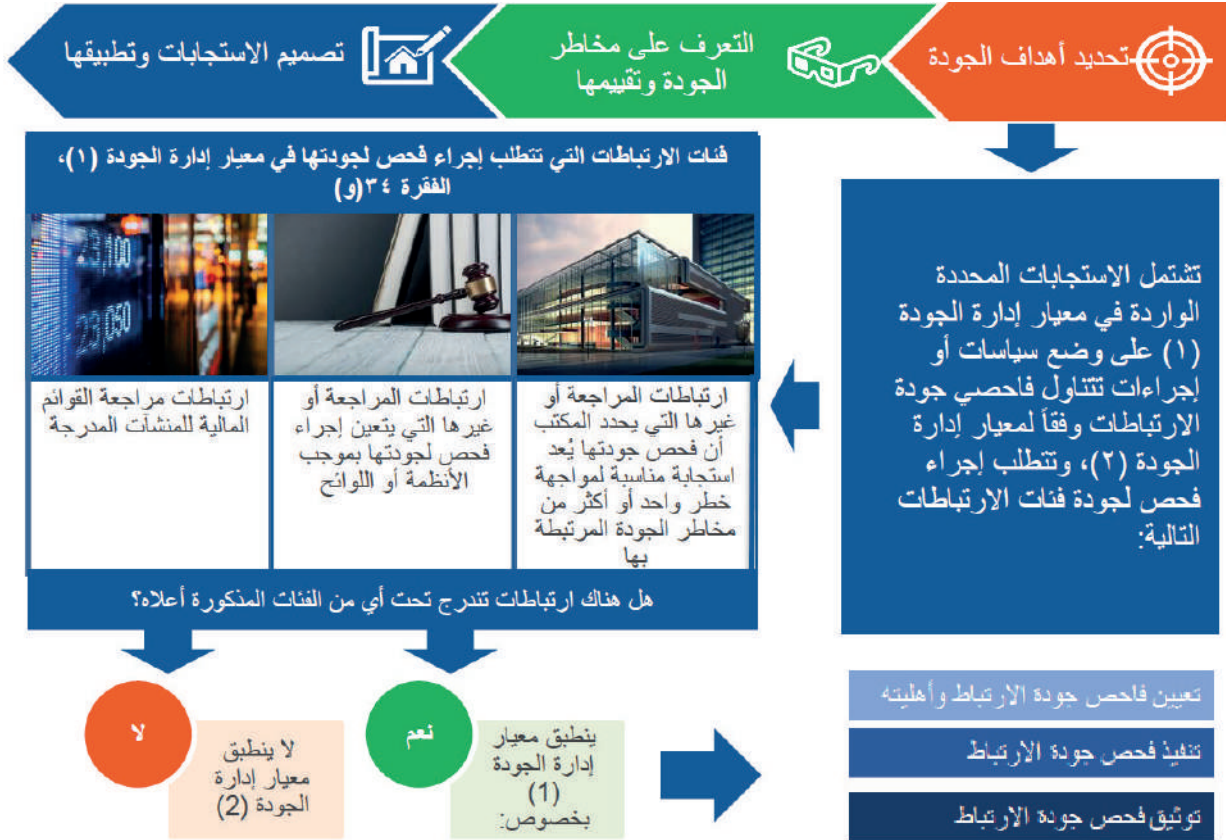 تحديد أهداف الجودة
التعرف على مخاطر
الجودة وتقييمها
تصميم الاستجابات وتطبيقها
تشتمل الاستجابات المحددة
الواردة في معيار إدارة الجودة
(١) على وضع سياسات أو
إجراءات تتناول فاحصي جودة
الارتباطات وفقاً لمعيار إدارة
الجودة (٢)، وتتطلب إجراء
فحص لجودة فئات الارتباطات
التالية:
فئات الارتباطات التي تتطلب إجراء فحص لجودتها في معيار إدارة الجودة (١)،
الفقرة ٣٤(و)
23,100
23,050
ارتباطات المراجعة أو
غيرها التي يحدد المكتب
أن فحص جودتها يُعد
استجابة مناسبة لمواجهة
خطر واحد أو أكثر من
مخاطر الجودة المرتبطة
بها
ارتباطات المراجعة أو
غيرها التي يتعين إجراء
فحص لجودتها بموجب
الأنظمة أو اللوائح
ارتباطات مراجعة القوائم
المالية للمنشآت المدرجة
هل هناك ارتباطات تندرج تحت أي من الفئات المذكورة أعلاه؟
نعم
ينطبق معيار
إدارة الجودة
(1)
بخصوص:
لا
لا ينطبق
معيار إدارة
الجودة (2)
تعيين فاحص جودة الارتباط وأهليته
تنفيذ فحص جودة الارتباط
توثيق فحص جودة الارتباط